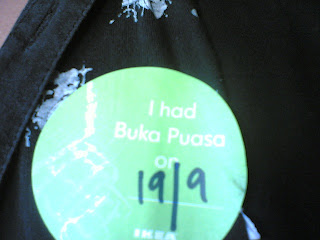 I had
Buka Puasa
on
19/9
IKEA